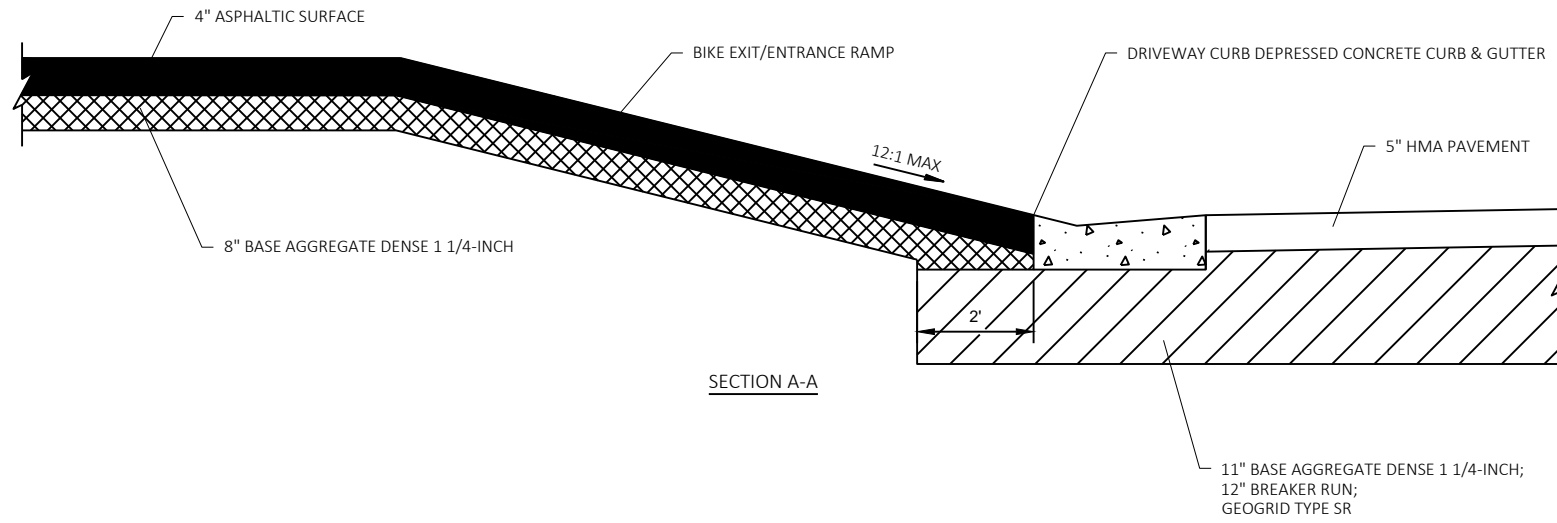 4" ASPHALTIC SURFACE
BIKE EXIT/ENTRANCE RAMP
DRIVEWAY CURB DEPRESSED CONCRETE CURB & GUTTER
12:1 MAX
5" HMA PAVEMENT
8" BASE AGGREGATE DENSE 1 1/4-INCH
2'
SECTION A-A
11" BASE AGGREGATE DENSE 1 1/4-INCH;
12" BREAKER RUN;
GEOGRID TYPE SR